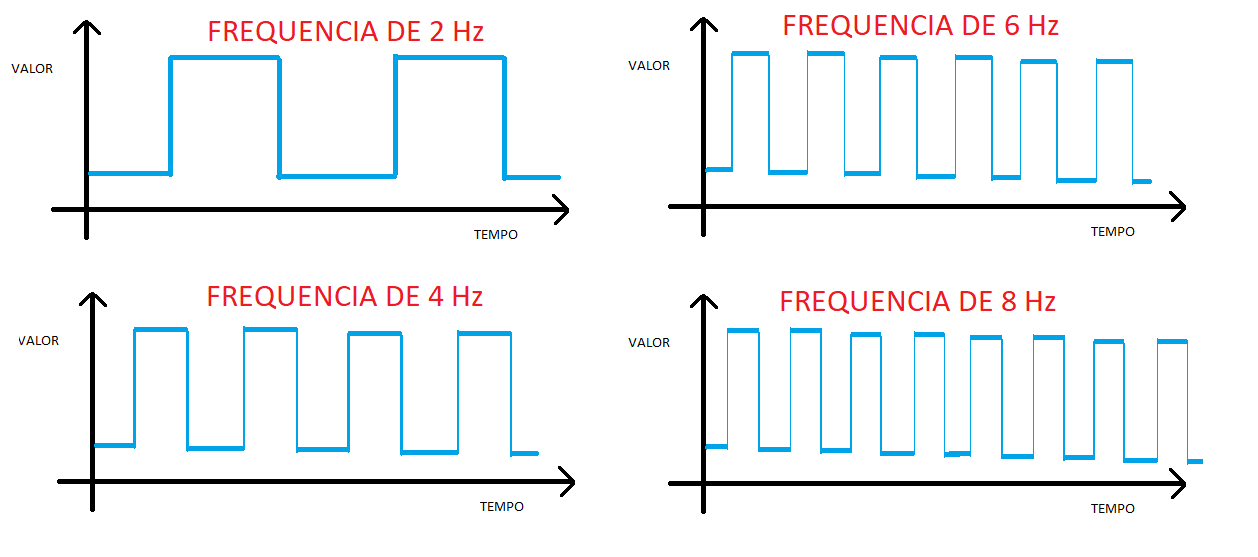 FREQUENCIA DE 2 Hz
VALOR
TEMPO
FREQUENCIA DE 6 Hz
VALOR
TEMPO
FREQUENCIA DE 4 Hz
VALOR
TEMPO
FREQUENCIA DE 8 Hz
VALOR
TEMPO